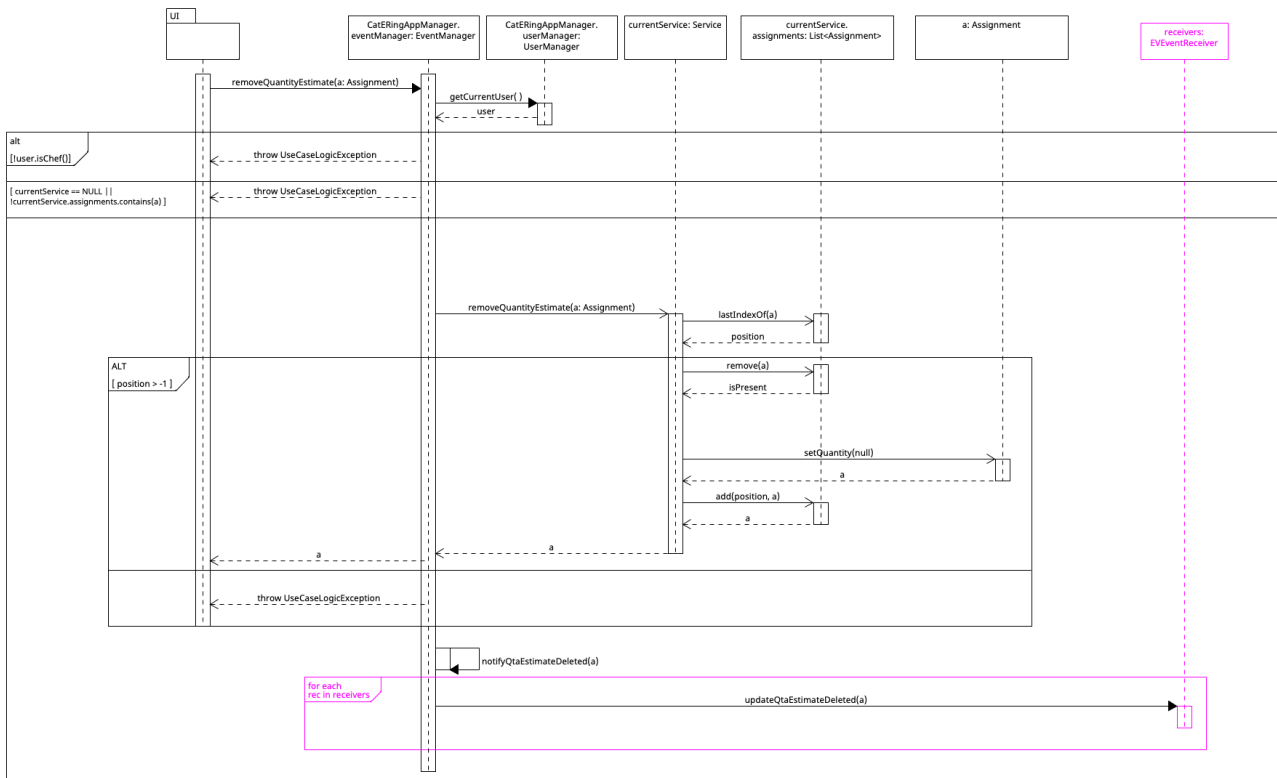 UI
CatERingAppManager.
eventManager: EventManager
CatERingAppManager.
userManager:
UserManager
currentService: Service
currentService.
assignments: List<Assignment>
a: Assignment
receivers:
EVEventReceiver
removeQuantityEstimate(a: Assignment)
getCurrentUser( )
user
alt
[!user.isChef()]
throw UseCaseLogicException
[ currentService == NULL ||
!currentService.assignments.contains(a) ]
throw UseCaseLogicException
removeQuantityEstimate(a: Assignment)
lastIndexOf(a)
position
ALT
[ position > -1 ]
remove(a)
isPresent
setQuantity(null)
a
add(position, a)
a
a
a
throw UseCaseLogicException
notifyQtaEstimateDeleted(a)
for each
rec in receivers
updateQtaEstimateDeleted(a)